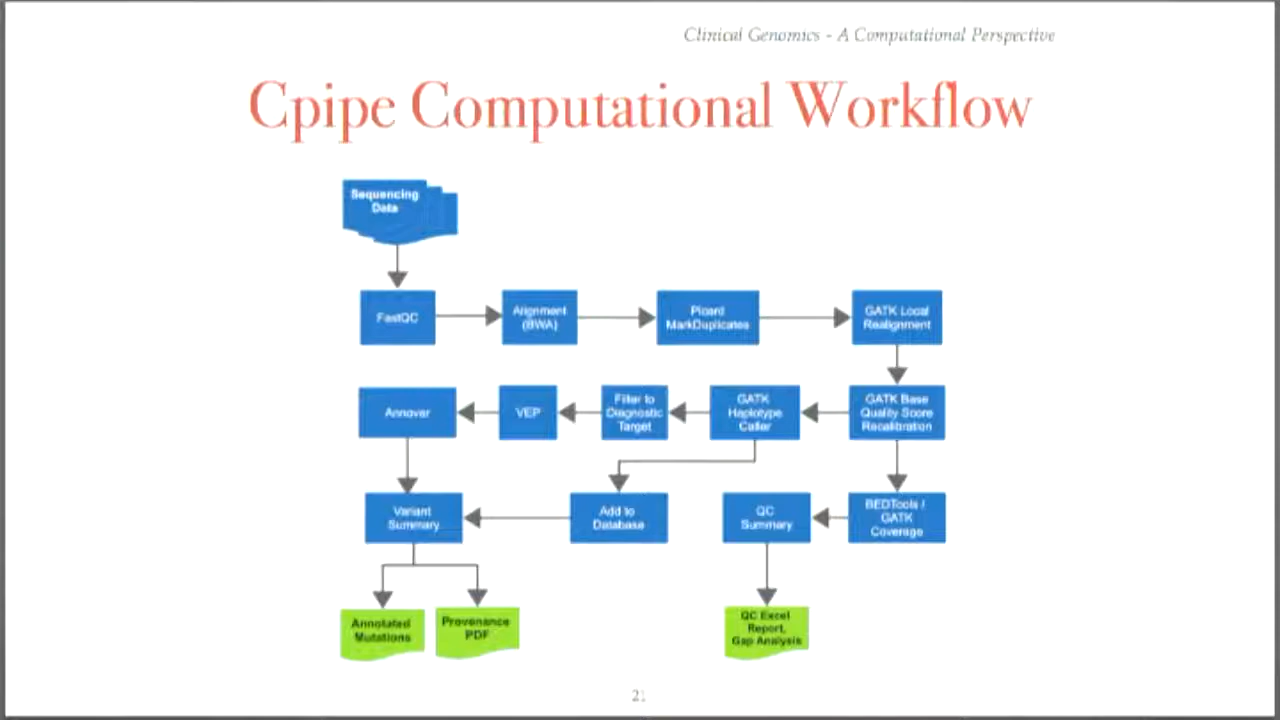 Clinical Genomics - A Computational Perspective
Cpipe Computational Workflow
Sequencing
Data
FastQC
Alignment
(BWA)
Picard
MarkDuplicates
GATK Local
Realignment
Annovar
VEP
Filter to
Diagnostic
Target
GATK
Haplotype
Caller
GATK Base
Quality Score
Recalibration
Variant
Summary
Add to
Database
QC
Summary
BEDTools /
GATK
Coverage
Annotated
Mutations
Provenance
PDF
QC Excel
Report,
Gap Analysis
21